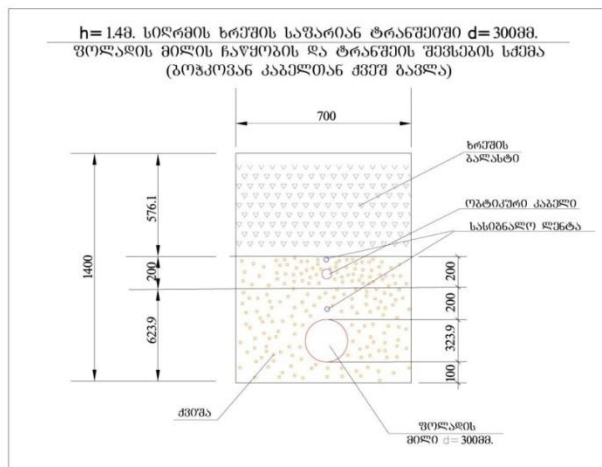 h= 1.4მ. სიღრმის ხრეშის საფარიან ტრანშეიში d= 300მმ.
ფოლადის მილის ჩაწყობის და ტრანშეის შევსების სქემა
(ბოჭკოვან კაბელთან ქვეშ გავლა)
700
ხრეშის
ბალასტი
576.1
ობტიკური კაბელი
სასიგნალო ლენტა
1400
200
200
200
623.9
323.9
100
ქვიშა
ფოლადის
მილი d= 300მმ.